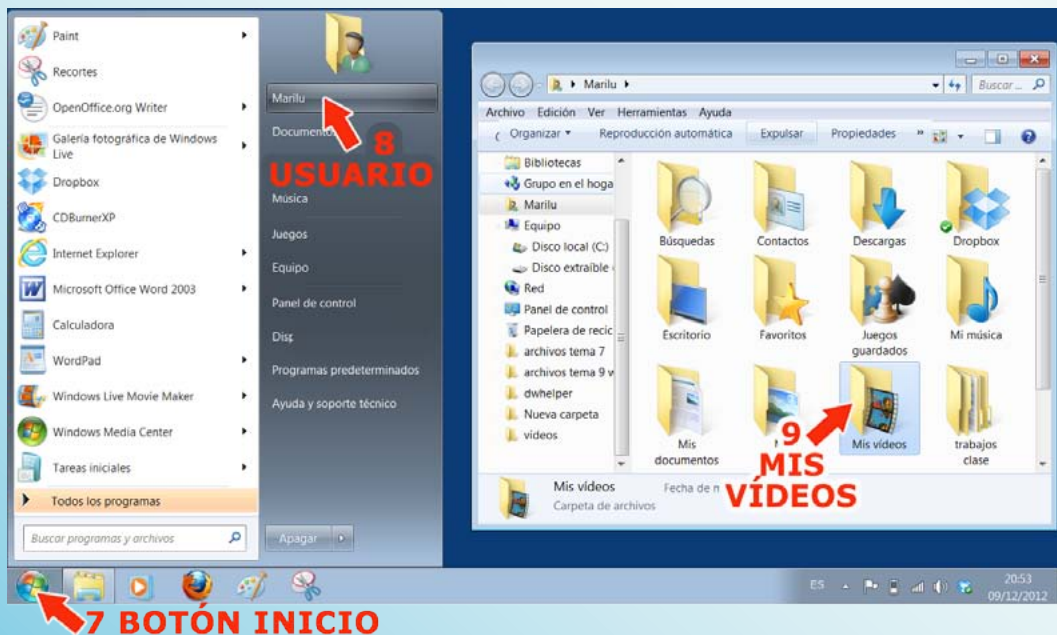 Paint
Recortes
OpenOffice.org Writer
Galería fotográfica de Windows
Live
Dropbox
CDBurnerXP
Internet Explorer
Microsoft Office Word 2003
Calculadora
WordPad
Windows Live Movie Maker
Windows Media Center
Tareas iniciales
Todos los programas
Buscar programas y archivos
Marilu
Documento
8
USUARIO
Música
Juegos
Equipo
Panel de control
Programas predeterminados
Ayuda y soporte técnico
Apagar
Marilu
Buscar ...
Archivo Edición Ver Herramientas Ayuda
Organizar Reproducción automática Expulsar Propiedades »
Bibliotecas
Grupo en el hoga
Marilu
Equipo
Disco local (C:)
Disco extraíble
Red
Panel de control
Papelera de recic
archivos tema 7
archivos tema 9 v
dwhelper
Nueva carpeta
videos
Búsquedas Contactos Descargas Dropbox
Escritorio Favoritos Juegos
guardados Mi música
Mis
documentos Mis vídeos trabajos
clase
9
MIS
VÍDEOS
Mis vídeos Fecha de
Carpeta de archivos
ES
20:53
09/12/2012
7 BOTÓN INICIO